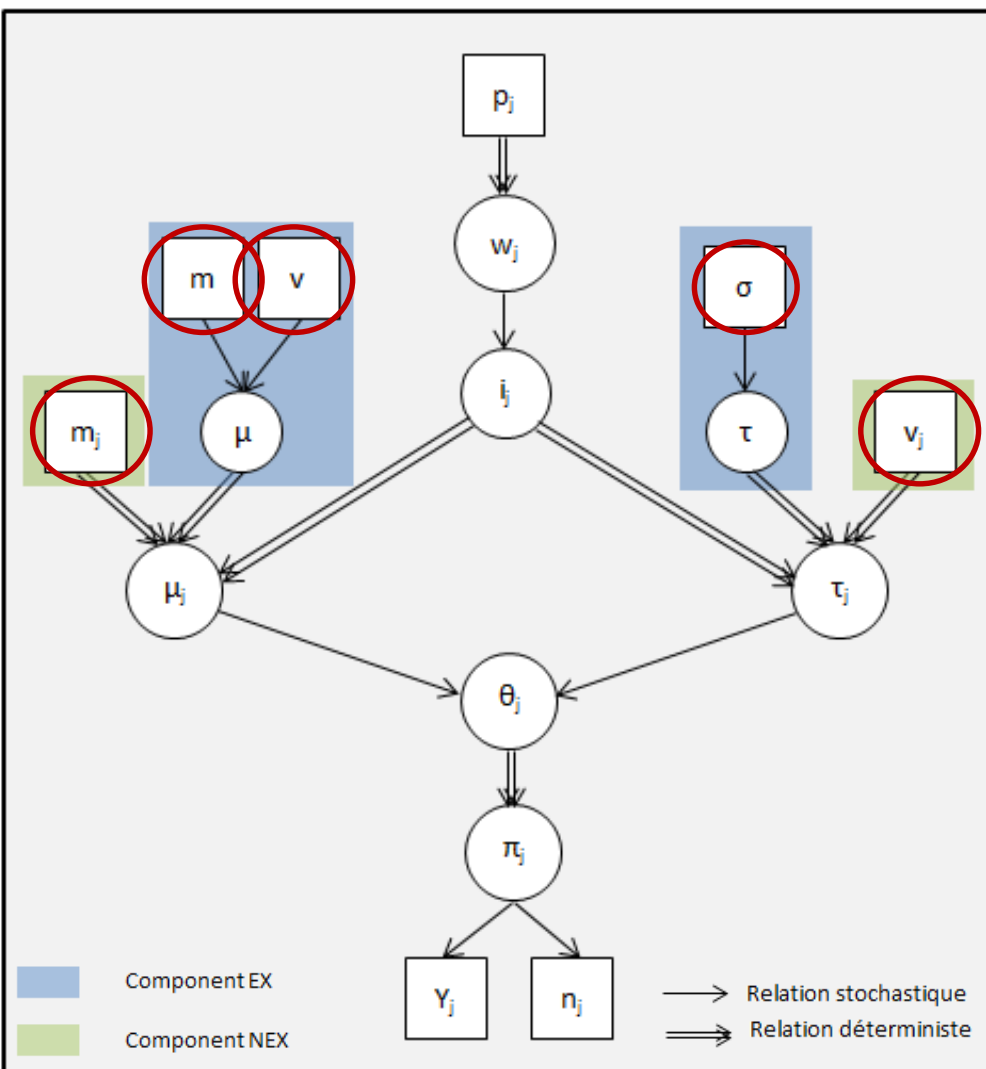 pj
wj
m v
σ
ij
mj
μ
τ
vj
μj
τj
θj
πj
Component EX
Yj nj
Relation stochastique
Component NEX
Relation déterministe